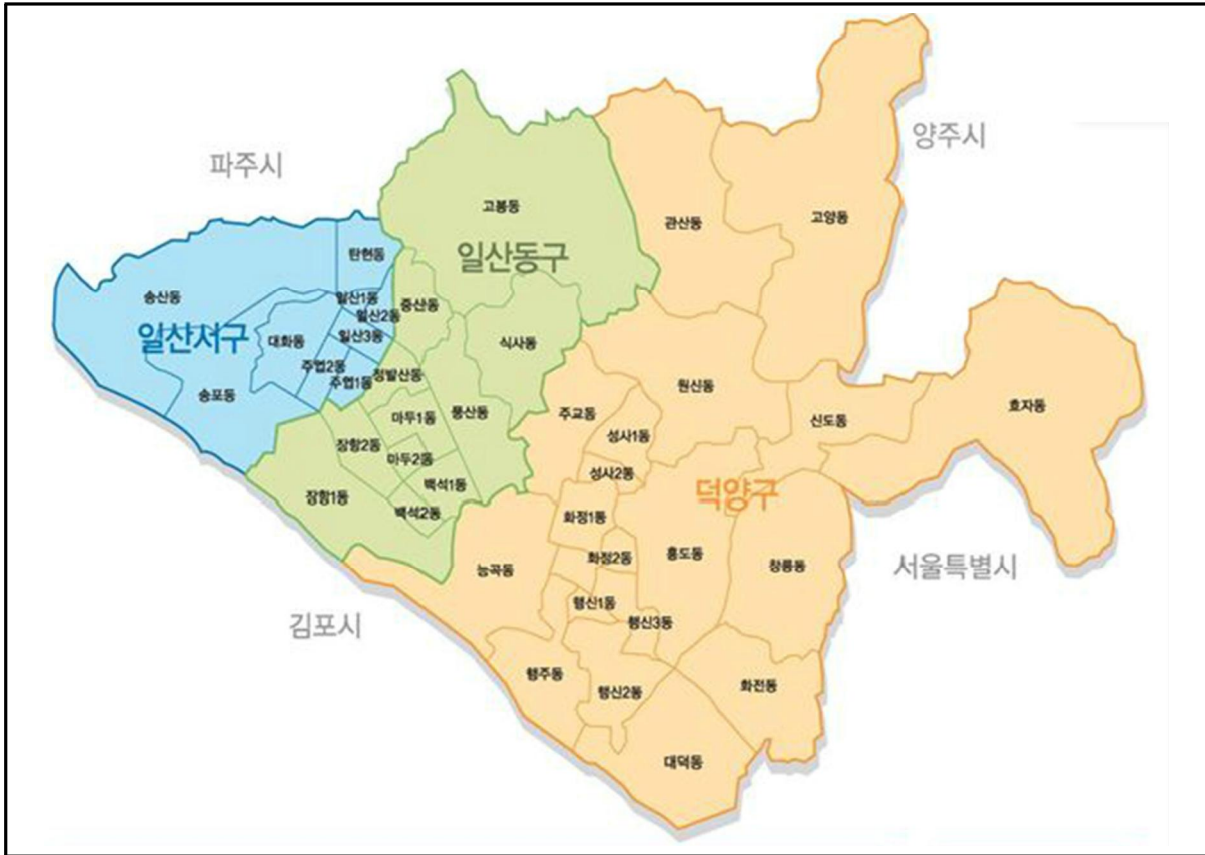 양주시
파주시
고봉동
관산동
고양동
일산동구
탄현동
송산동
일산1동
일산2동
중산동
일산3동
대화동
식사동
일산서구
주엽2동
정발산동
주엽1동
송포동
원신동
호자동
주교동
풍산동
마두1동
신도동
성사1동
장항2동
마두2동
성사2동
백석1동
덕양구
장항1동
백석2동
화정1동
화정2동
흥도동
창릉동
서울특별시
능곡동
행신1동
김포시
행신3동
행주동
행신2동
화전동
대덕동